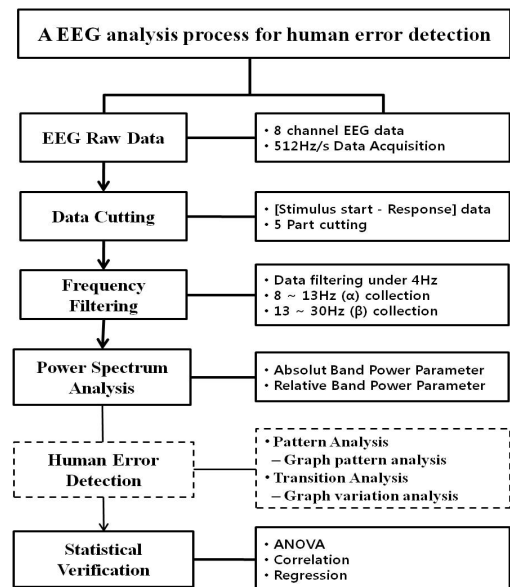 A EEG analysis process for human error detection
EEG Raw Data
• 8 channel EEG data
• 512Hz/s Data Acquisition
Data Cutting
• [Stimulus start - Response] data
• 5 Part cutting
Frequency
Filtering
• Data filtering under 4Hz
• 8 ~ 13Hz (α) collection
• 13 ~ 30Hz (β) collection
Power Spectrum
Analysis
• Absolut Band Power Parameter
• Relative Band Power Parameter
Human Error
Detection
• Pattern Analysis
– Graph pattern analysis
• Transition Analysis
– Graph variation analysis
Statistical
Verification
• ANOVA
• Correlation
• Regression